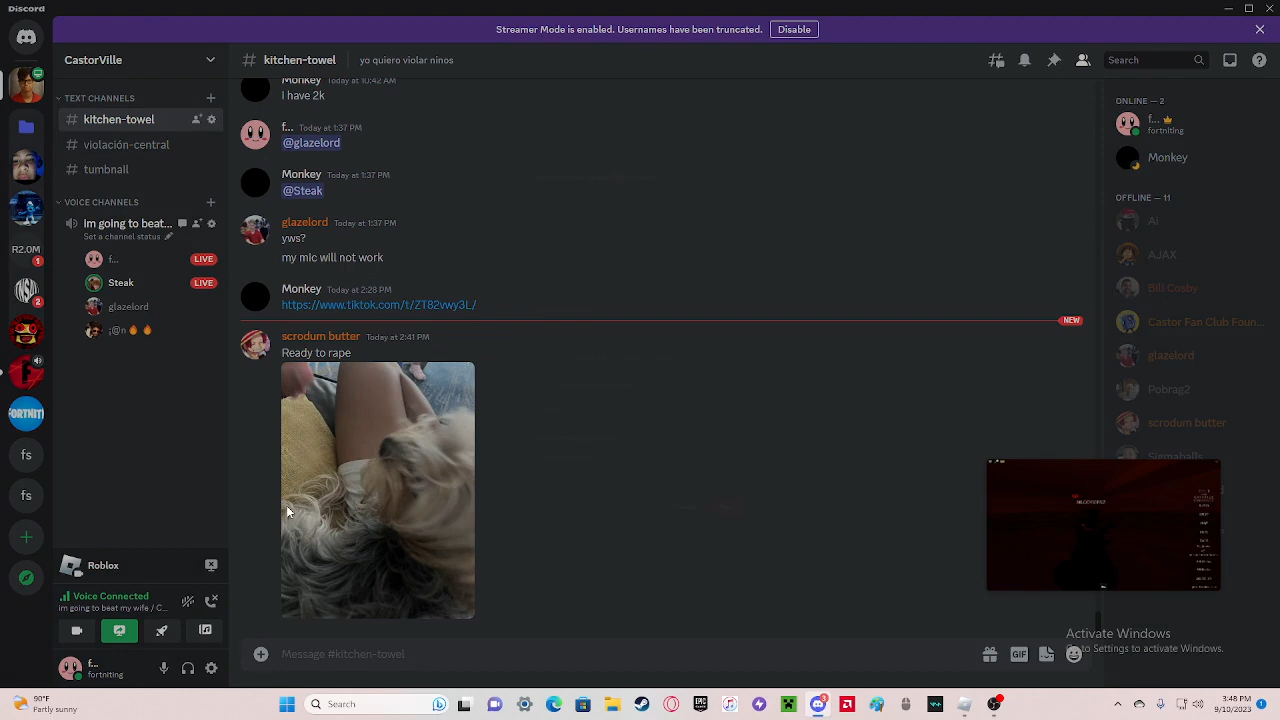 Discord
Streamer Mode is enabled. Usernames have been truncated.
Disable
CastorVille
# kitchen-towel
yo quiero violar ninos
Search
TEXT CHANNELS
# kitchen-towel
# violación-central
# tumbnall
VOICE CHANNELS
Im going to beat...
Set a channel status
f...
LIVE
Steak
LIVE
glazelord
R2.0M
1
2
FORTNIT
fs
fs
Roblox
Voice Connected
im going to beat my wife / C...
f...
fortniting
Monkey Today at 10:42 AM
I have 2k
f... Today at 1:37 PM
@glazelord
Monkey Today at 1:37 PM
@Steak
glazelord Today at 1:37 PM
yws?
my mic will not work
Monkey Today at 2:28 PM
https://www.tiktok.com/t/ZT82vwy3L/
NEW
scrodum butter Today at 2:41 PM
Ready to rape
Message #kitchen-towel
GIF
ONLINE — 2
f...
fortniting
Monkey
OFFLINE — 11
Ai
AJAX
Bill Cosby
Castor Fan Club Foun...
glazelord
Pobrag2
scrodum butter
Sigmaballs
Activate Windows
Go to Settings to activate Windows.
Partly sunny
Search
EPIC
3:48 PM
9/10/2023